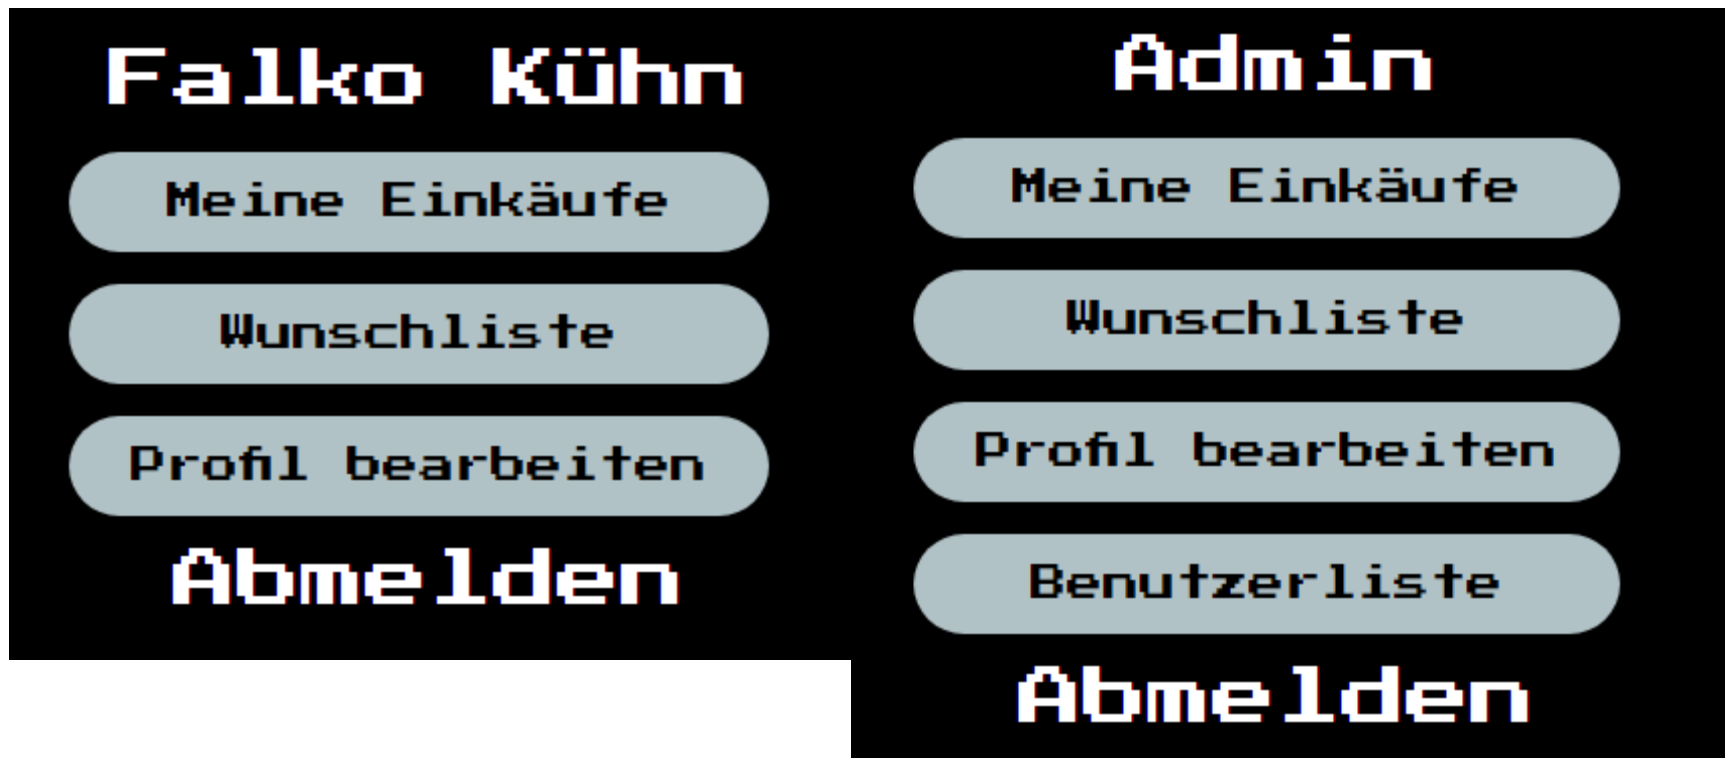 Falko Kühn
Meine Einkäufe
Wunschliste
Profil bearbeiten
Abmelden
Admin
Meine Einkäufe
Wunschliste
Profil bearbeiten
Benutzerliste
Abmelden